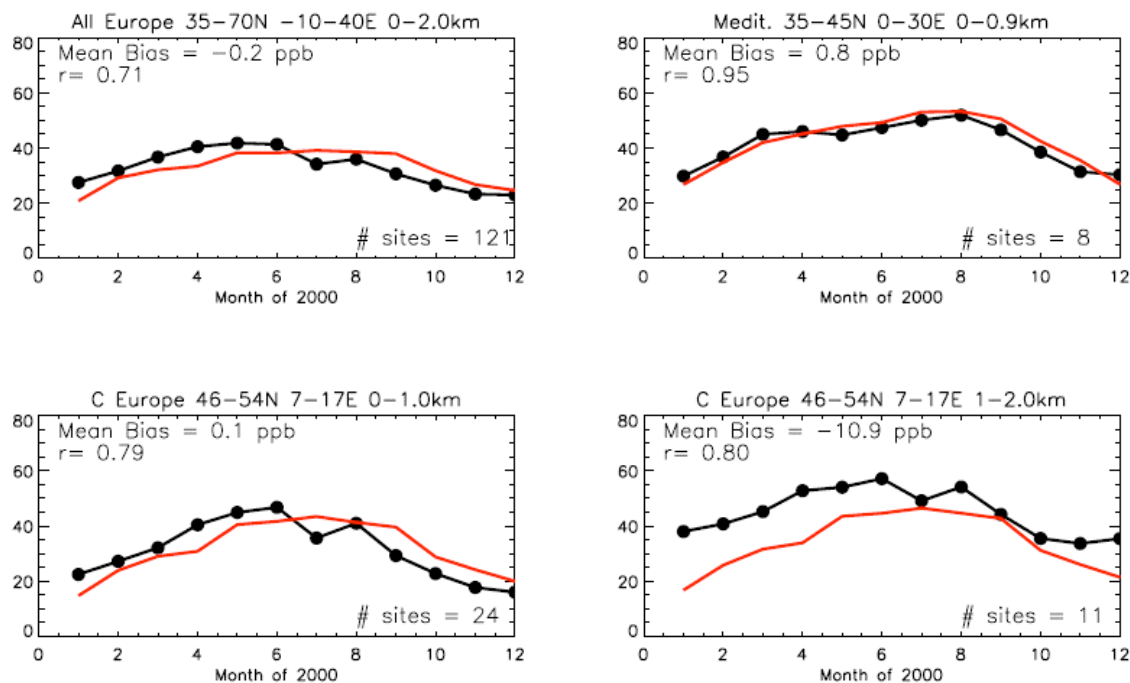 All Europe 35-70N -10-40E 0-2.0km
80
Mean Bias = -0.2 ppb
r= 0.71
60
40
20
# sites = 121
0
0 2 4 6 8 10 12
Month of 2000
Medit. 35-45N 0-30E 0-0.9km
80
Mean Bias = 0.8 ppb
r= 0.95
60
40
20
# sites = 8
0
0 2 4 6 8 10 12
Month of 2000
C Europe 46-54N 7-17E 0-1.0km
80
Mean Bias = 0.1 ppb
r= 0.79
60
40
20
# sites = 24
0
0 2 4 6 8 10 12
Month of 2000
C Europe 46-54N 7-17E 1-2.0km
80
Mean Bias = -10.9 ppb
r= 0.80
60
40
20
# sites = 11
0
0 2 4 6 8 10 12
Month of 2000